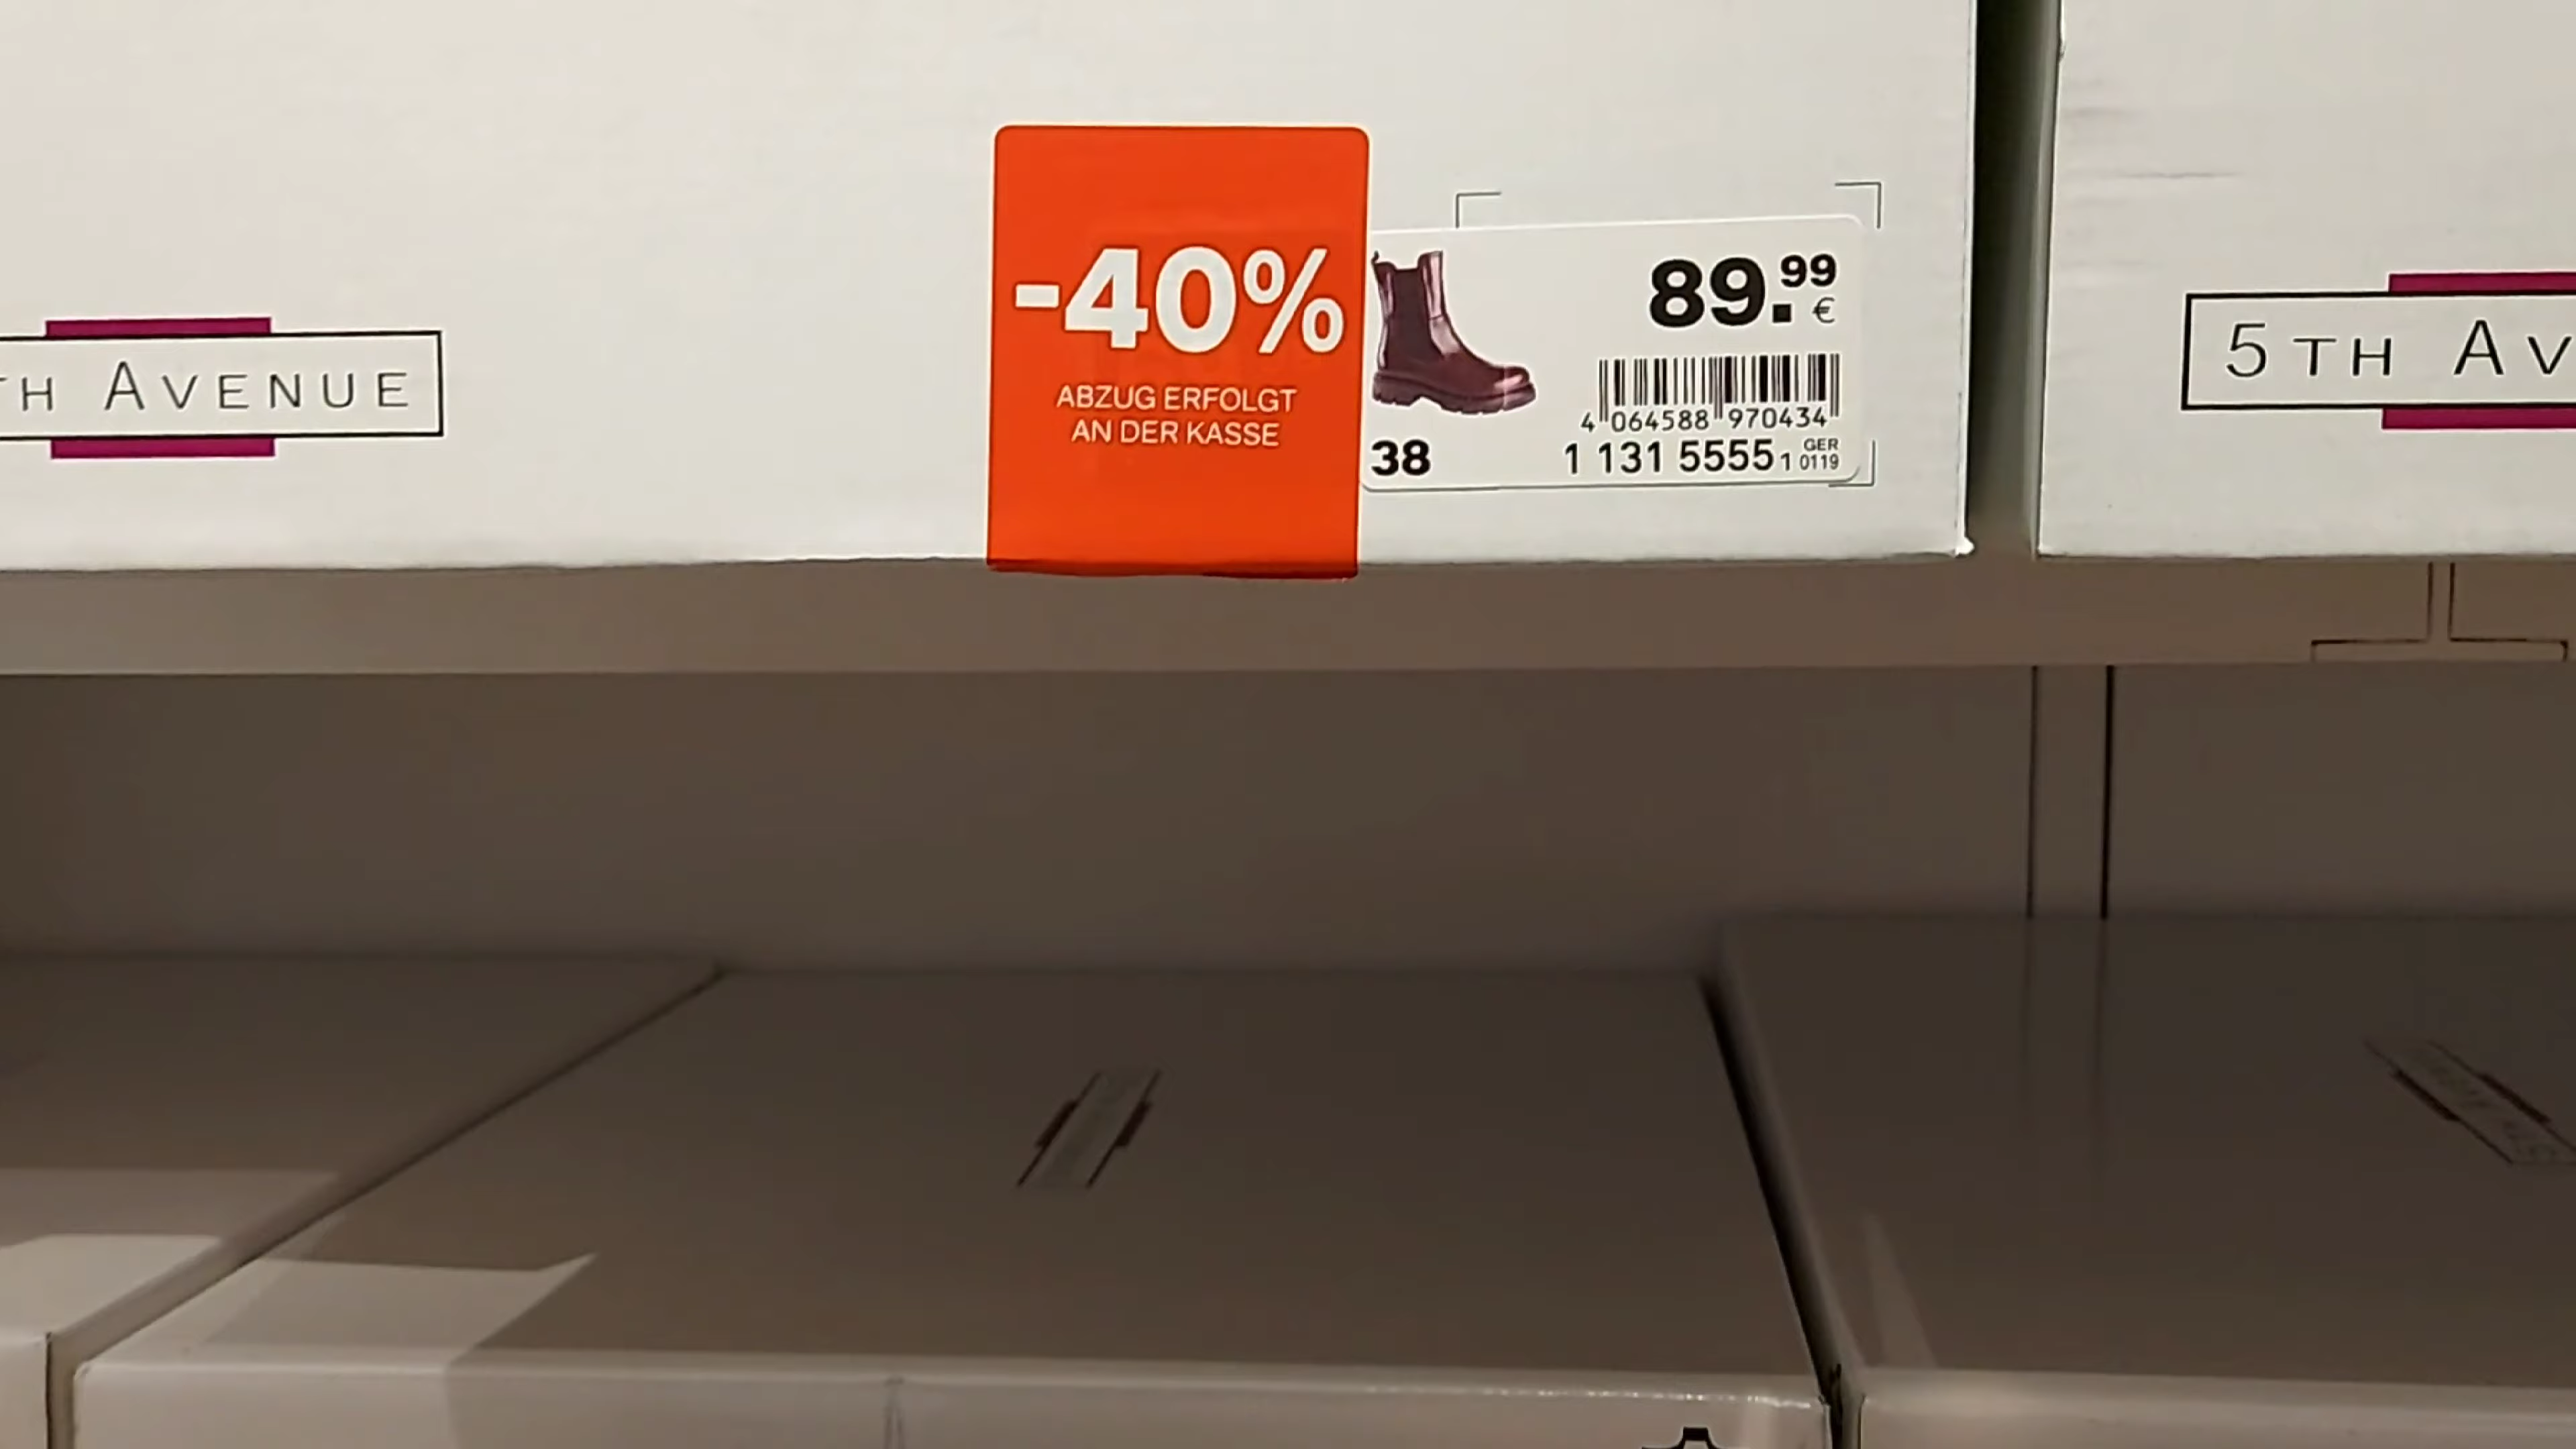 TH AVENUE
-40%
ABZUG ERFOLGT
AN DER KASSE
89.99
€
4 064588 970434
38
1 131 5555 1 GER 0119
5TH AV